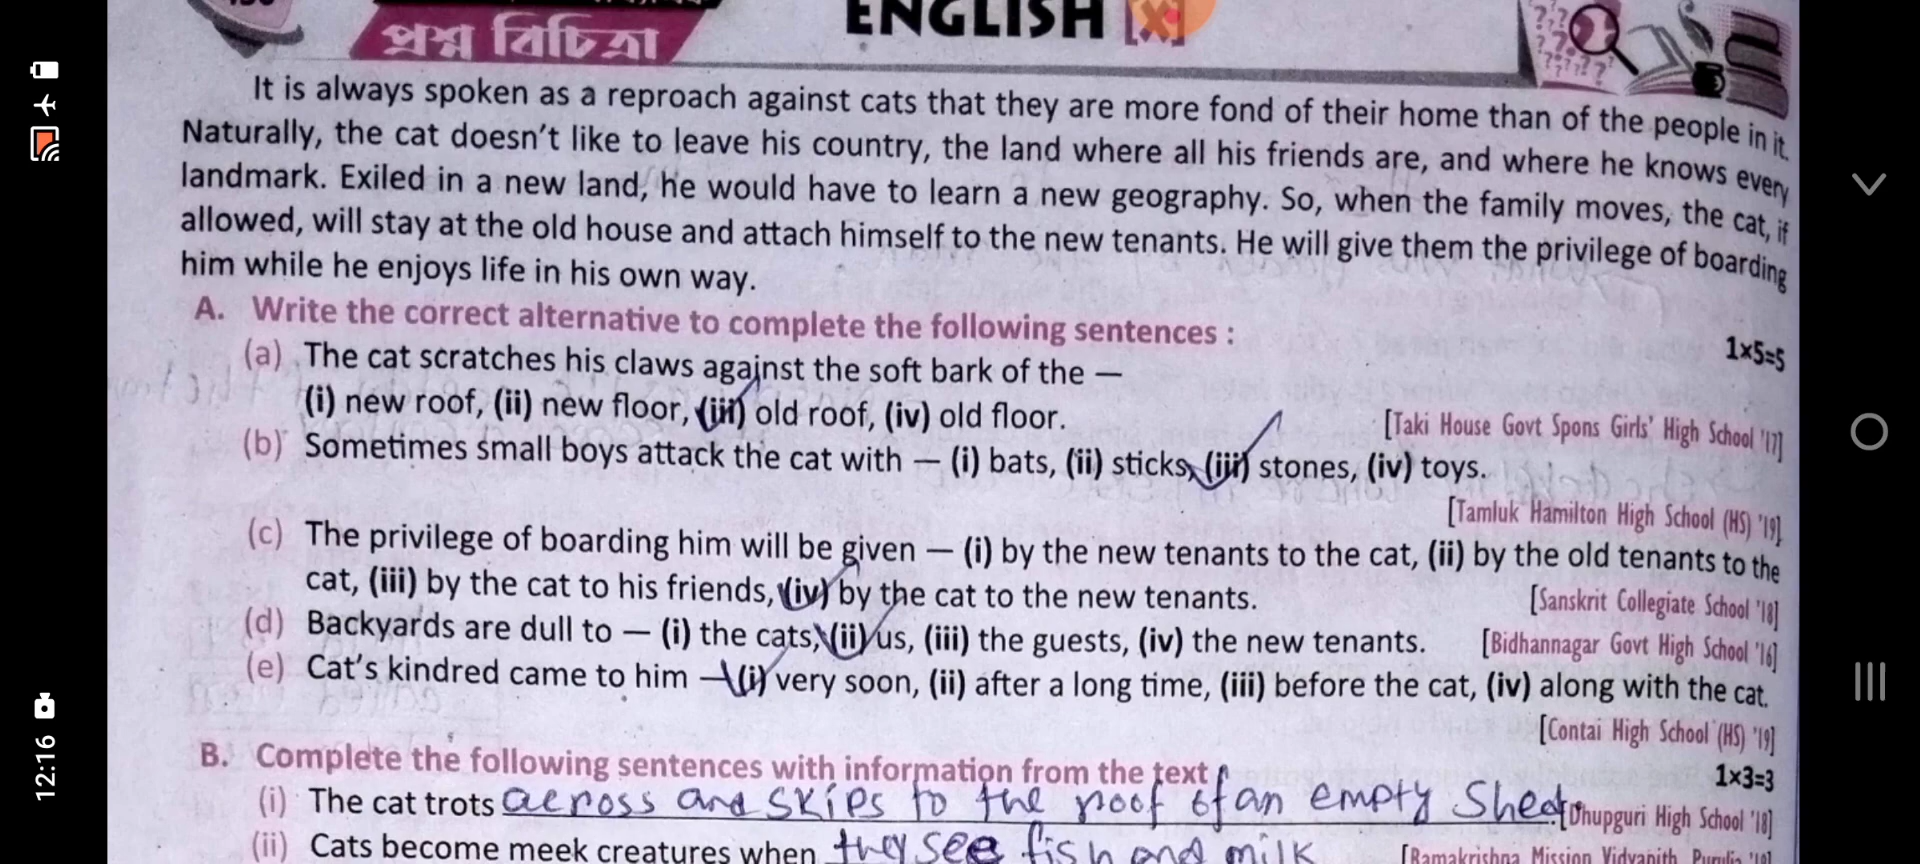 প্রশ্ন বিচিত্রা
ENGLISH [X]
It is always spoken as a reproach against cats that they are more fond of their home than of the people in it.
Naturally, the cat doesn't like to leave his country, the land where all his friends are, and where he knows every
landmark. Exiled in a new land, he would have to learn a new geography. So, when the family moves, the cat, if
allowed, will stay at the old house and attach himself to the new tenants. He will give them the privilege of boarding
him while he enjoys life in his own way.
A. Write the correct alternative to complete the following sentences :
1×5=5
(a) The cat scratches his claws against the soft bark of the —
(i) new roof, (ii) new floor, (iii) old roof, (iv) old floor.
[Taki House Govt Spons Girls' High School '17]
(b) Sometimes small boys attack the cat with — (i) bats, (ii) sticks, (iii) stones, (iv) toys.
[Tamluk Hamilton High School (HS) '19]
(c) The privilege of boarding him will be given — (i) by the new tenants to the cat, (ii) by the old tenants to the
cat, (iii) by the cat to his friends, (iv) by the cat to the new tenants. [Sanskrit Collegiate School '18]
(d) Backyards are dull to — (i) the cats, (ii) us, (iii) the guests, (iv) the new tenants. [Bidhannagar Govt High School '16]
(e) Cat's kindred came to him — (i) very soon, (ii) after a long time, (iii) before the cat, (iv) along with the cat.
[Contai High School (HS) '19]
B. Complete the following sentences with information from the text :
1×3=3
(i) The cat trots across and skips to the roof of an empty shed. [Dhupguri High School '18]
(ii) Cats become meek creatures when they see fish and milk [Ramakrishna Mission Vidyapith, Purulia
12:16